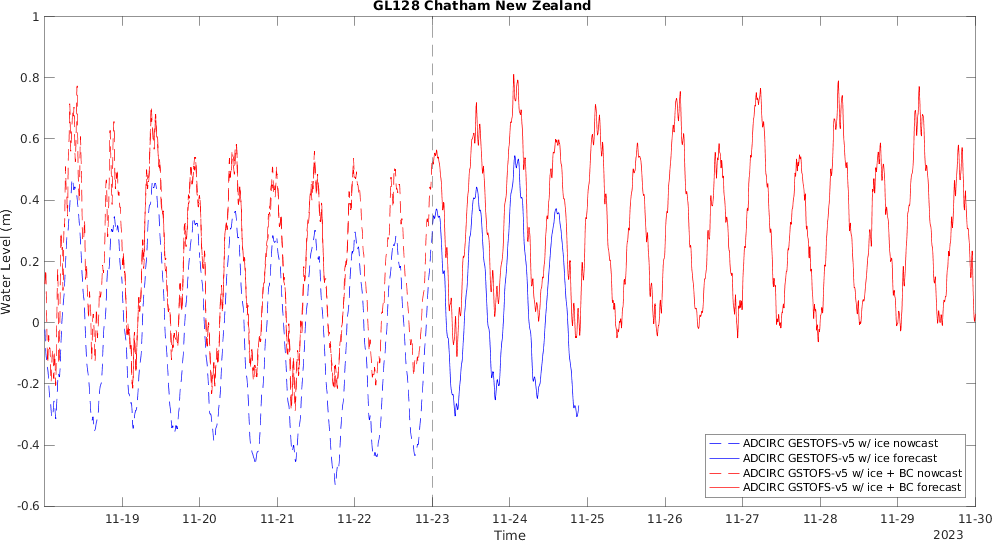 GL128 Chatham New Zealand
1
0.8
0.6
0.4
0.2
0
-0.2
-0.4
-0.6
Water Level (m)
11-19 11-20 11-21 11-22 11-23 11-24 11-25 11-26 11-27 11-28 11-29 11-30
Time
2023
ADCIRC GESTOFS-v5 w/ ice nowcast
ADCIRC GESTOFS-v5 w/ ice forecast
ADCIRC GSTOFS-v5 w/ ice + BC nowcast
ADCIRC GSTOFS-v5 w/ ice + BC forecast